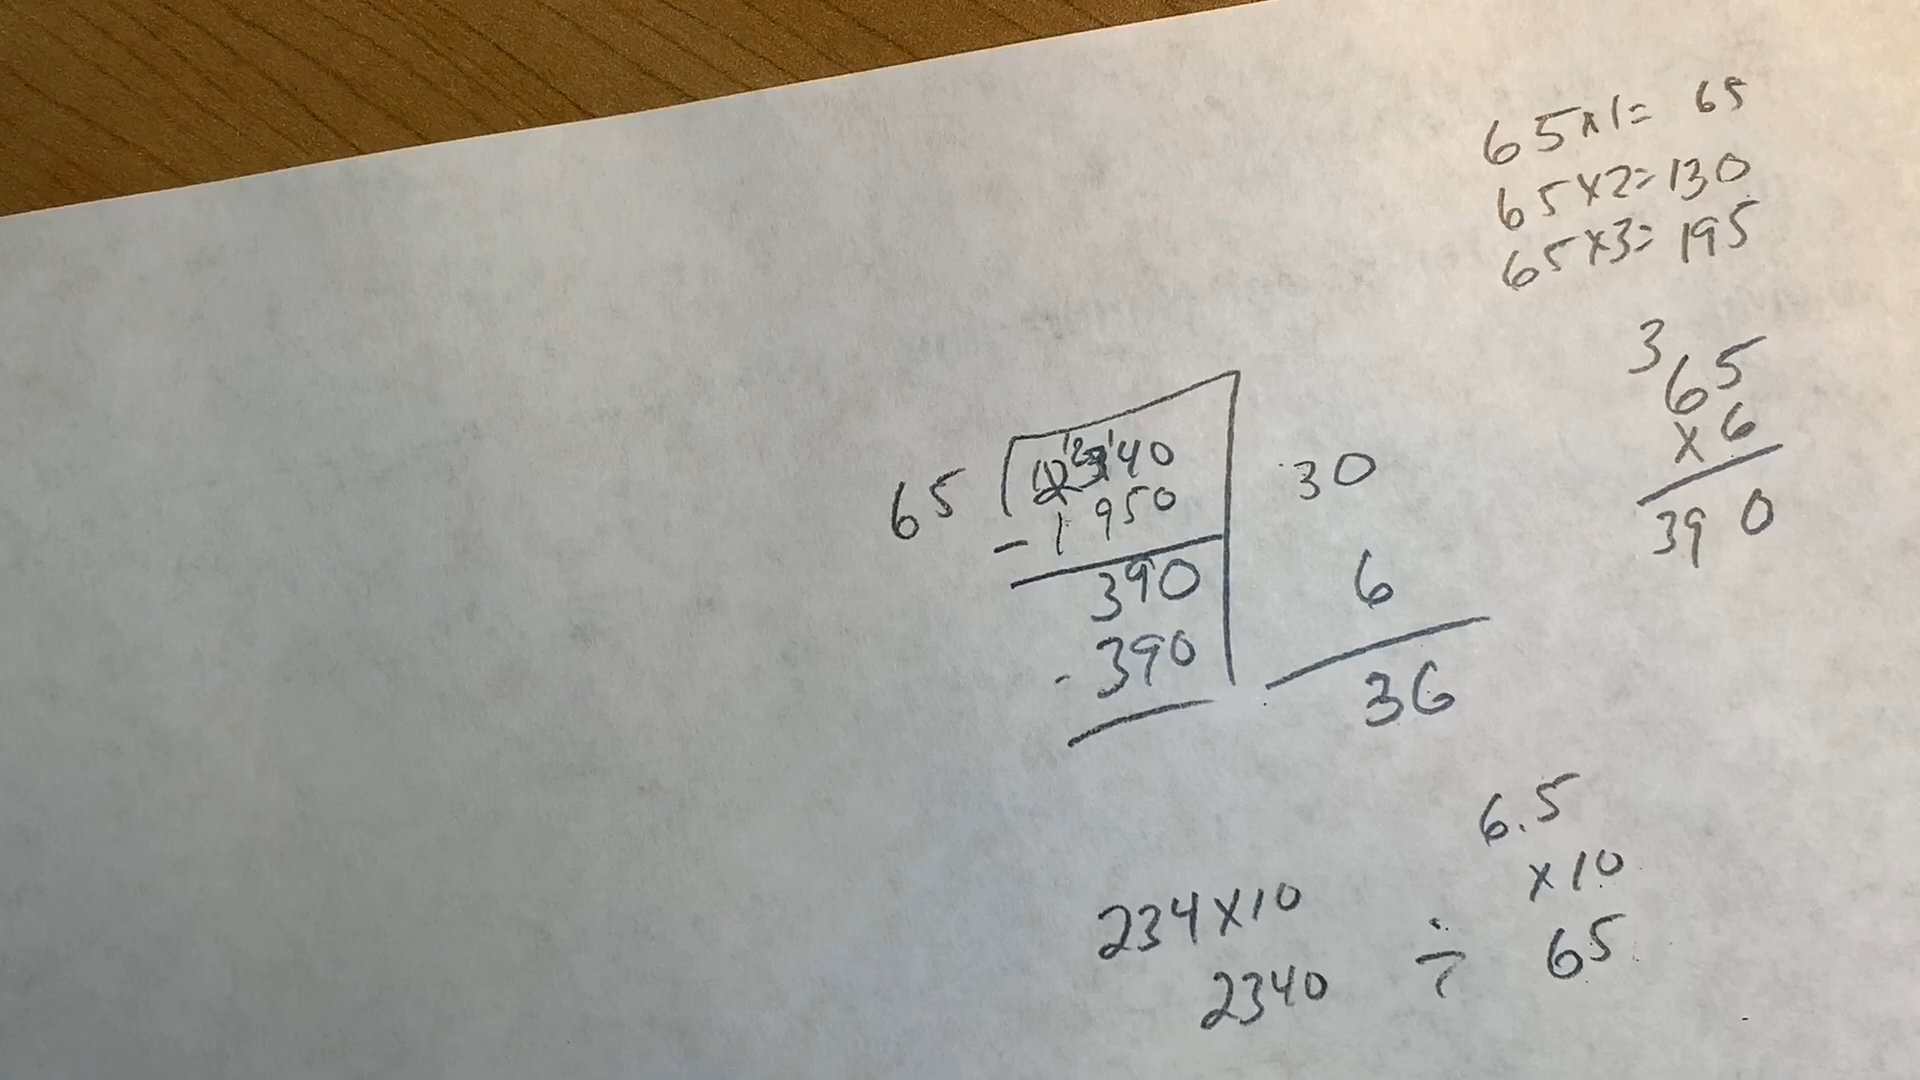 65x1= 65
65x2=130
65x3= 195
3
65
x 6
390
65 2340 30
- 1950
390 6
- 390
36
6.5
x10
234x10
2340 ÷ 65